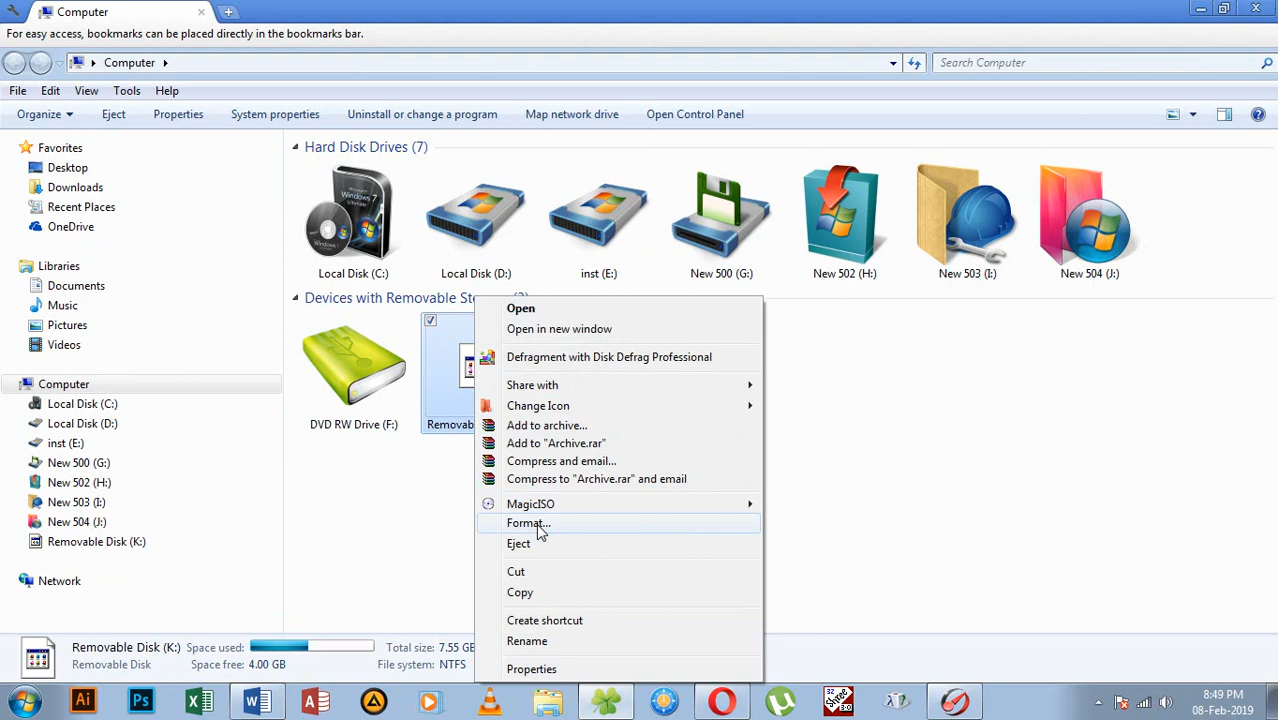 Computer
For easy access, bookmarks can be placed directly in the bookmarks bar.
Computer
Search Computer
File Edit View Tools Help
Organize Eject Properties System properties Uninstall or change a program Map network drive Open Control Panel
Favorites
Desktop
Downloads
Recent Places
OneDrive
Libraries
Documents
Music
Pictures
Videos
Computer
Local Disk (C:)
Local Disk (D:)
inst (E:)
New 500 (G:)
New 502 (H:)
New 503 (I:)
New 504 (J:)
Removable Disk (K:)
Network
Hard Disk Drives (7)
Windows 7
Ultimate
Local Disk (C:) Local Disk (D:) inst (E:) New 500 (G:) New 502 (H:) New 503 (I:) New 504 (J:)
Devices with Removable Sto
DVD RW Drive (F:) Removab
Open
Open in new window
Defragment with Disk Defrag Professional
Share with
Change Icon
Add to archive...
Add to "Archive.rar"
Compress and email...
Compress to "Archive.rar" and email
MagicISO
Format...
Eject
Cut
Copy
Create shortcut
Rename
Properties
Removable Disk (K:) Space used: Total size: 7.55 GB
Removable Disk Space free: 4.00 GB File system: NTFS
Ai Ps
8:49 PM
08-Feb-2019